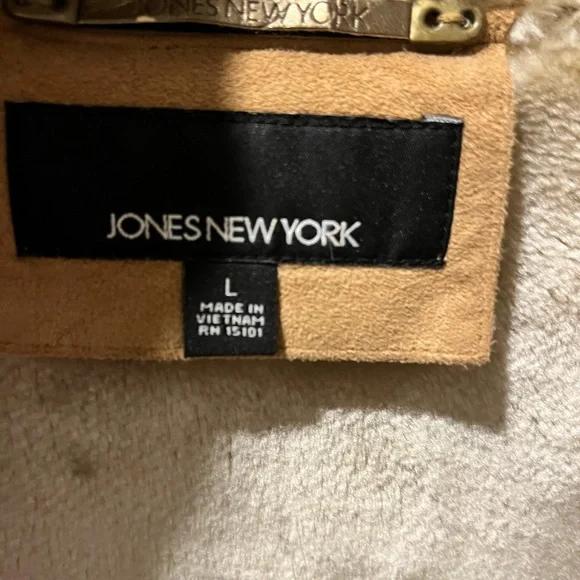 JONES NEW YORK
JONES NEW YORK
L
MADE IN
VIETNAM
RN 15101